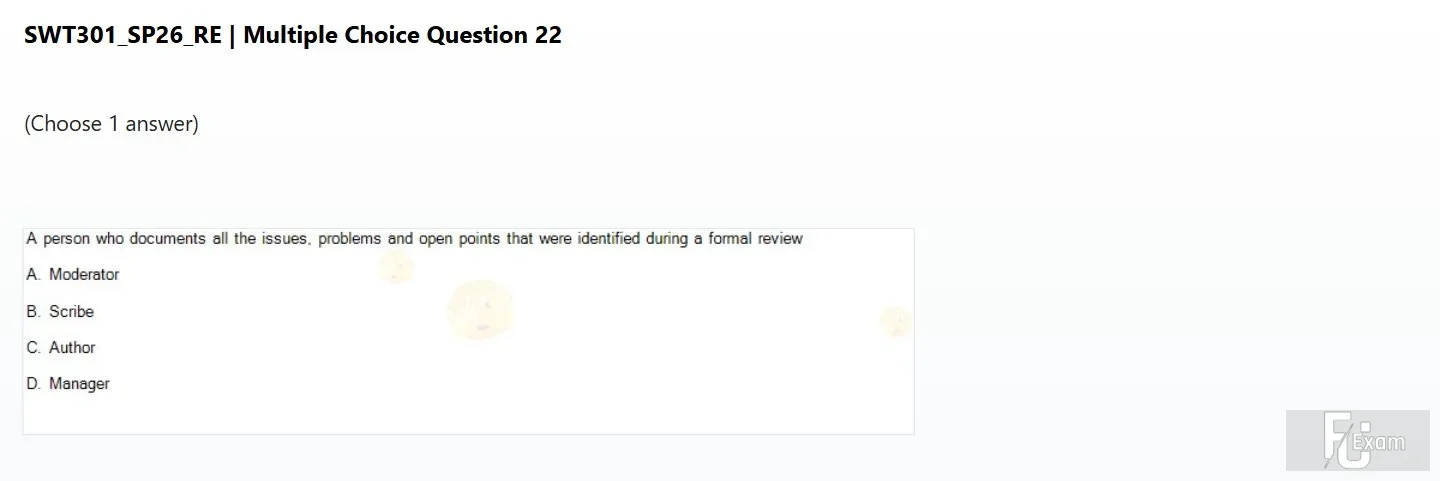 SWT301_SP26_RE | Multiple Choice Question 22
(Choose 1 answer)
A person who documents all the issues, problems and open points that were identified during a formal review
A. Moderator
B. Scribe
C. Author
D. Manager
FU Exam